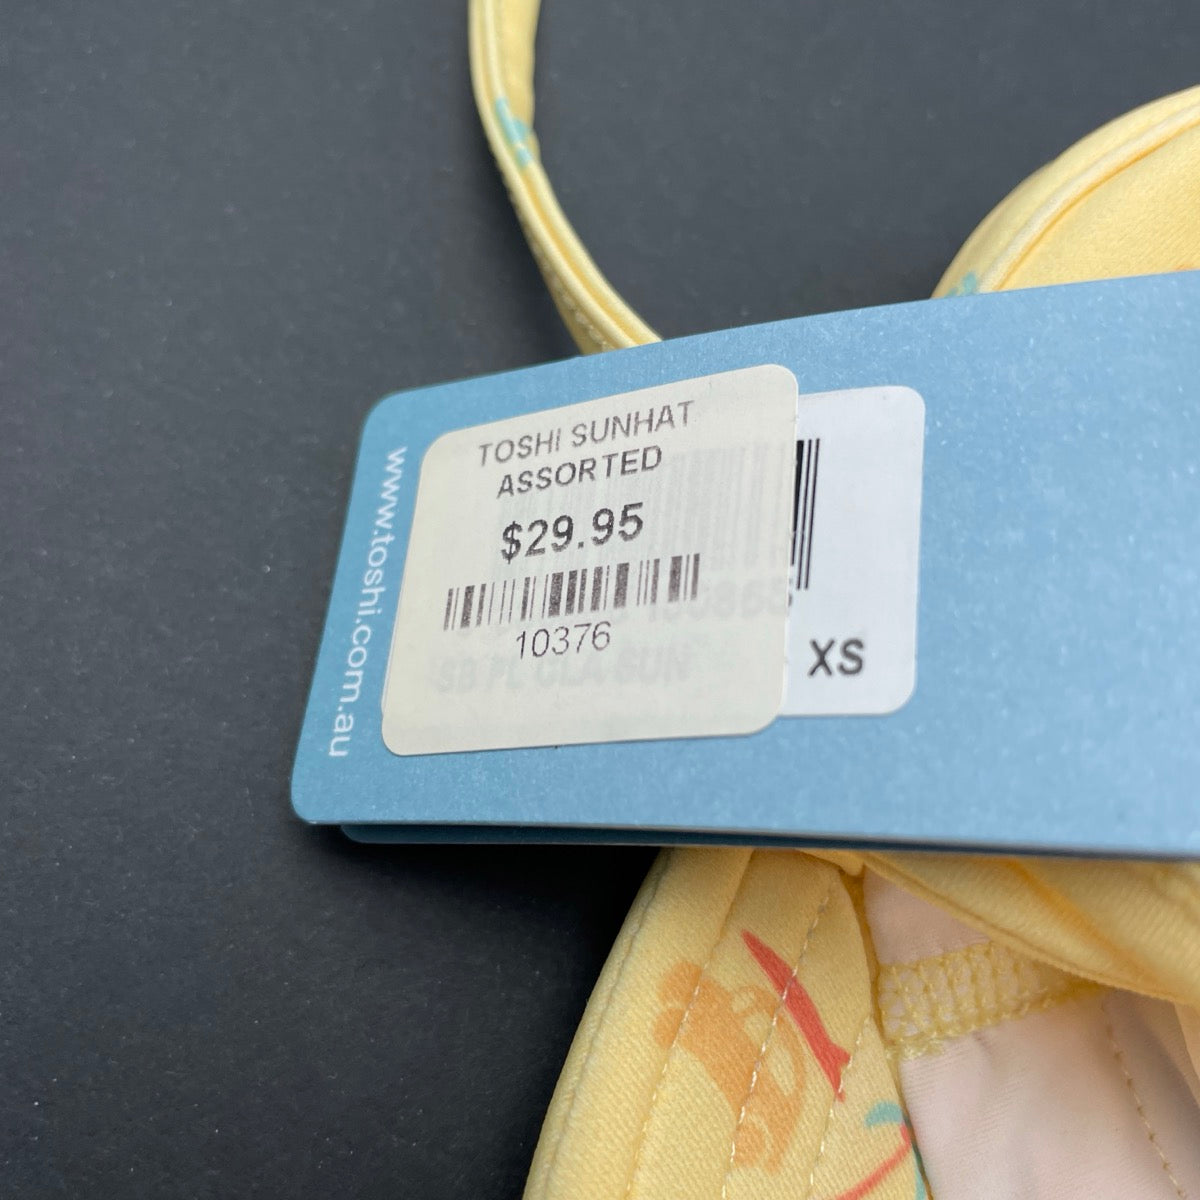 www.toshi.com.au
TOSHI SUNHAT
ASSORTED
$29.95
10376
XS